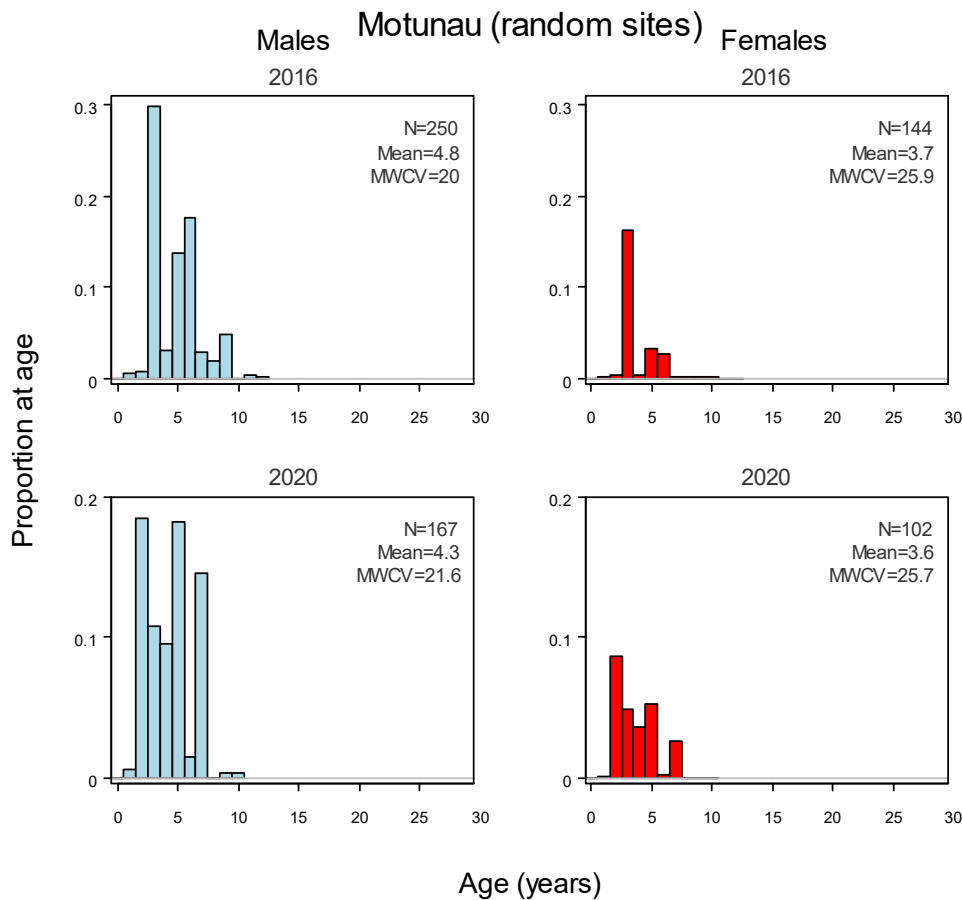 Motunau (random sites)
Males
Females
2016
2016
0.3
0.2
0.1
0
N=250
Mean=4.8
MWCV=20
N=144
Mean=3.7
MWCV=25.9
0.3
0.2
0.1
0
0 5 10 15 20 25 30
0 5 10 15 20 25 30
Proportion at age
2020
2020
0.2
0.1
0
N=167
Mean=4.3
MWCV=21.6
N=102
Mean=3.6
MWCV=25.7
0.2
0.1
0
0 5 10 15 20 25 30
0 5 10 15 20 25 30
Age (years)